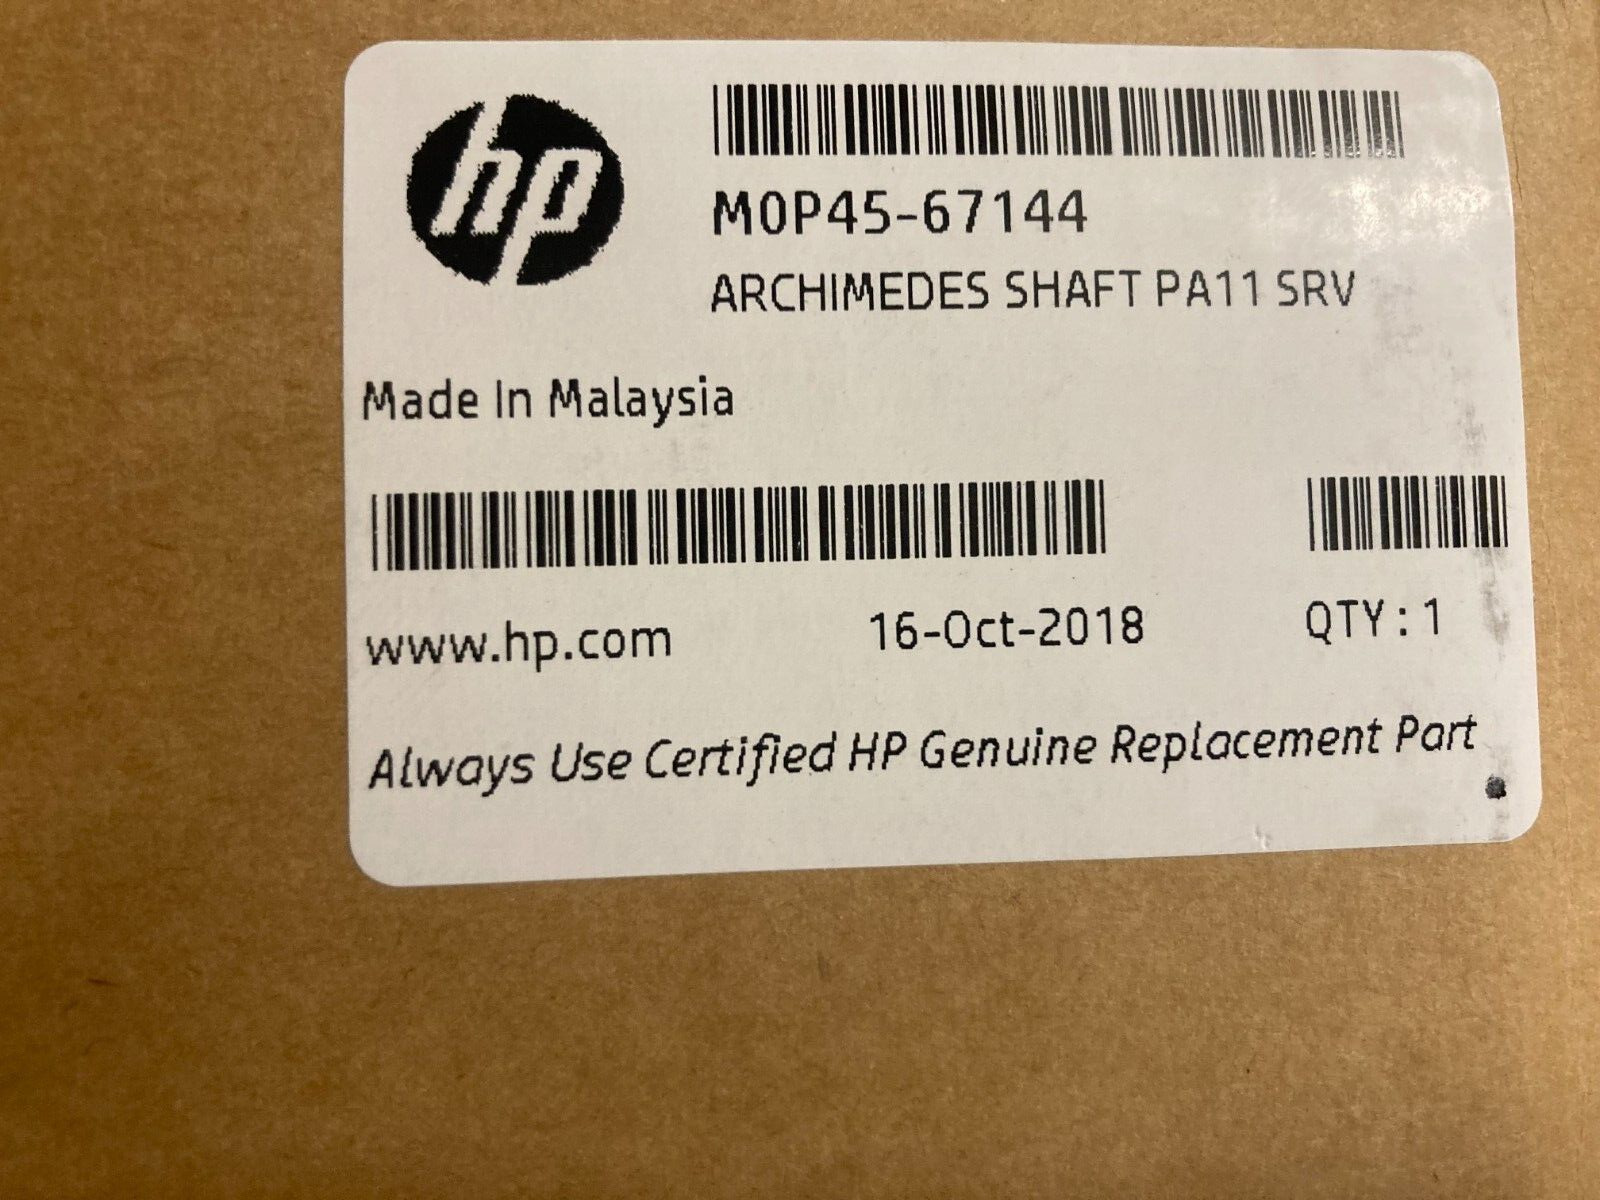 hp
M0P45-67144
ARCHIMEDES SHAFT PA11 SRV
Made In Malaysia
www.hp.com 16-Oct-2018 QTY : 1
Always Use Certified HP Genuine Replacement Part